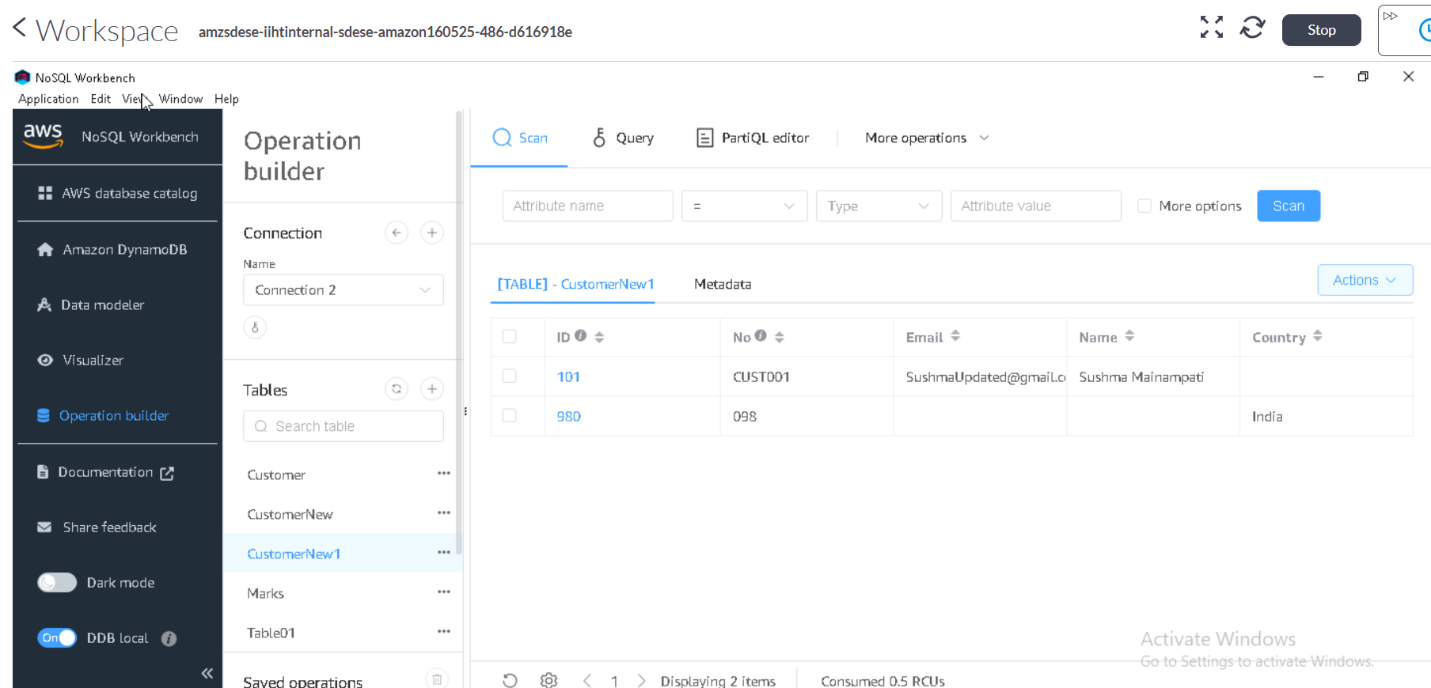 Workspace amzsdese-iihtinternal-sdese-amazon160525-486-d616918e
Stop
NoSQL Workbench
Application Edit View Window Help
aws NoSQL Workbench
AWS database catalog
Amazon DynamoDB
Data modeler
Visualizer
Operation builder
Documentation
Share feedback
Dark mode
On DDB local
Operation
builder
Connection
Name
Connection 2
Tables
Search table
Customer
CustomerNew
CustomerNew1
Marks
Table01
Saved operations
Scan Query PartiQL editor More operations
Attribute name = Type Attribute value More options Scan
[TABLE] - CustomerNew1 Metadata Actions
ID No Email Name Country
101 CUST001 SushmaUpdated@gmail.c Sushma Mainampati
980 098 India
Activate Windows
Go to Settings to activate Windows.
1 Displaying 2 items Consumed 0.5 RCUs